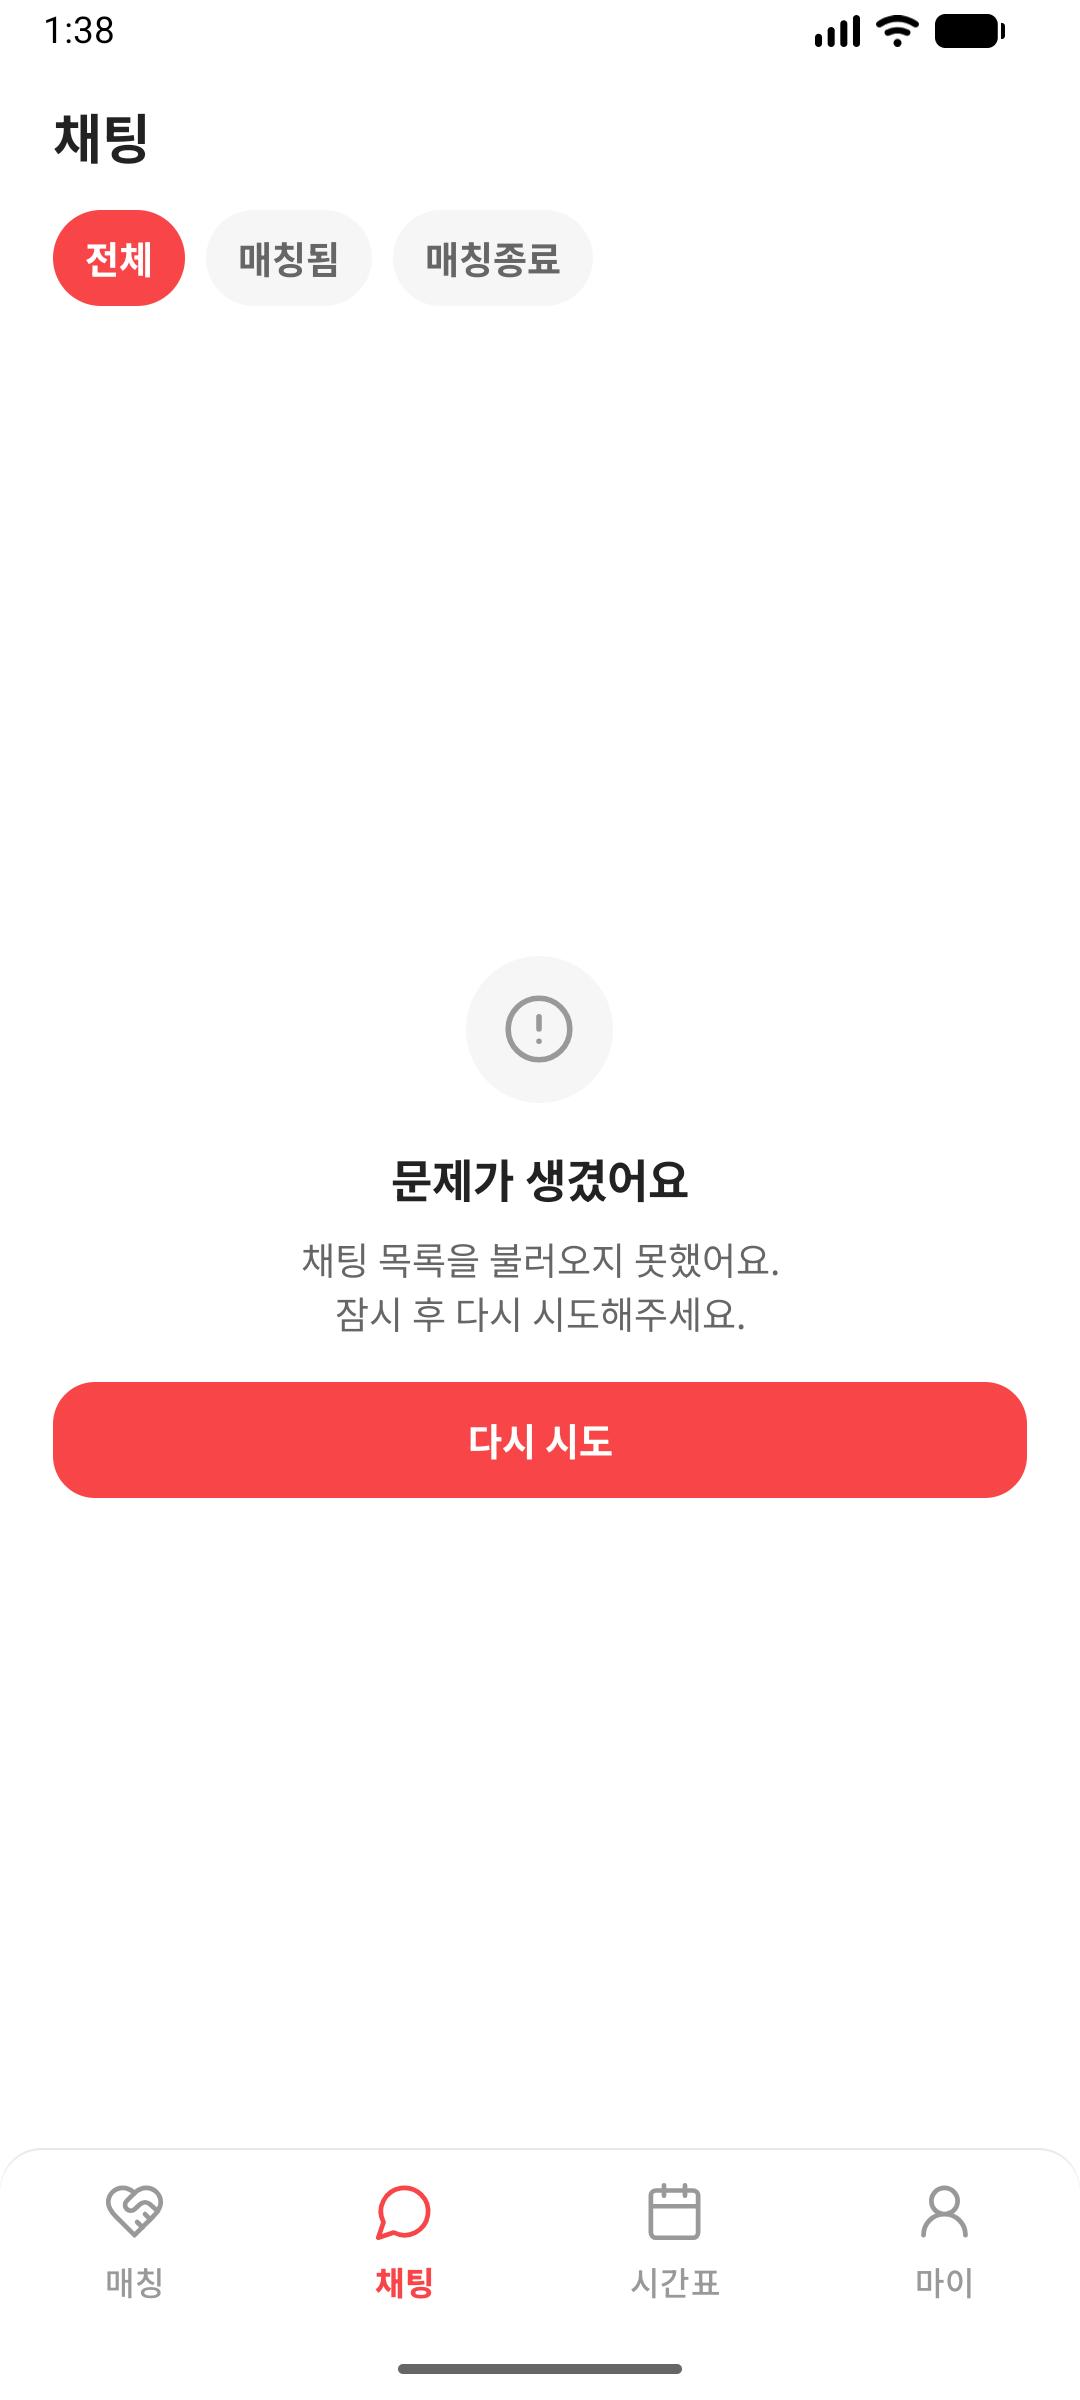 1:38
채팅
전체
매칭됨
매칭종료
문제가 생겼어요
채팅 목록을 불러오지 못했어요.
잠시 후 다시 시도해주세요.
다시 시도
매칭
채팅
시간표
마이